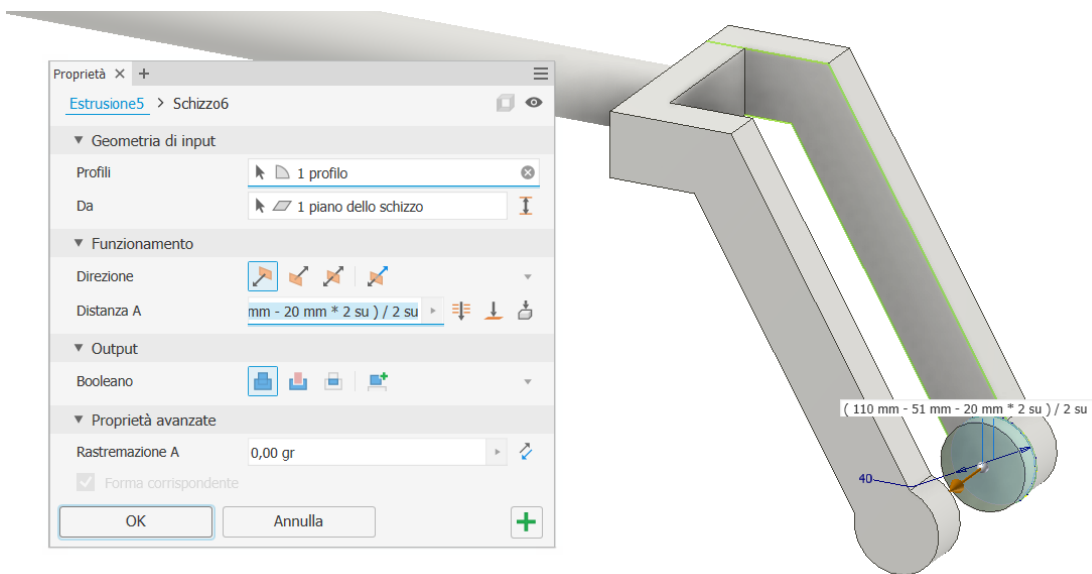 Proprietà × +
Estrusione5 > Schizzo6
Geometria di input
Profili 1 profilo
Da 1 piano dello schizzo
Funzionamento
Direzione
Distanza A mm - 20 mm * 2 su ) / 2 su
Output
Booleano
Proprietà avanzate
Rastremazione A 0,00 gr
Forma corrispondente
OK Annulla
( 110 mm - 51 mm - 20 mm * 2 su ) / 2 su
40